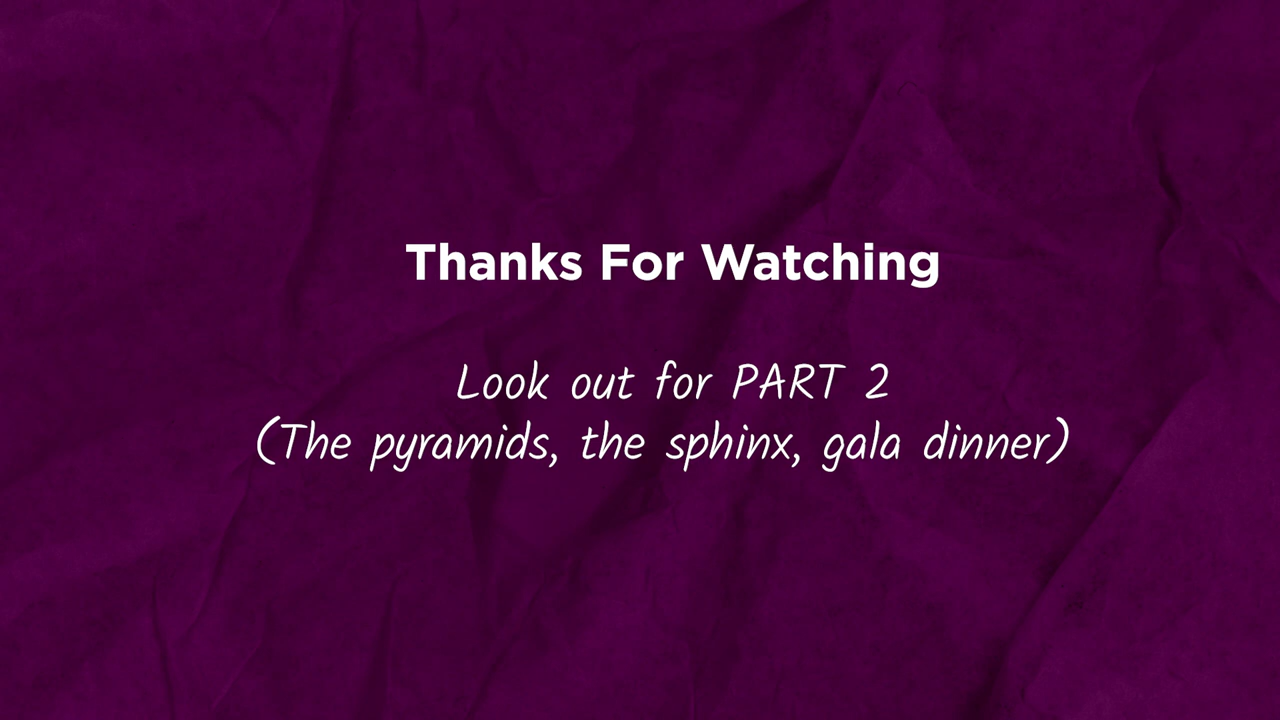 Thanks For Watching
Look out for PART 2
(The pyramids, the sphinx, gala dinner)